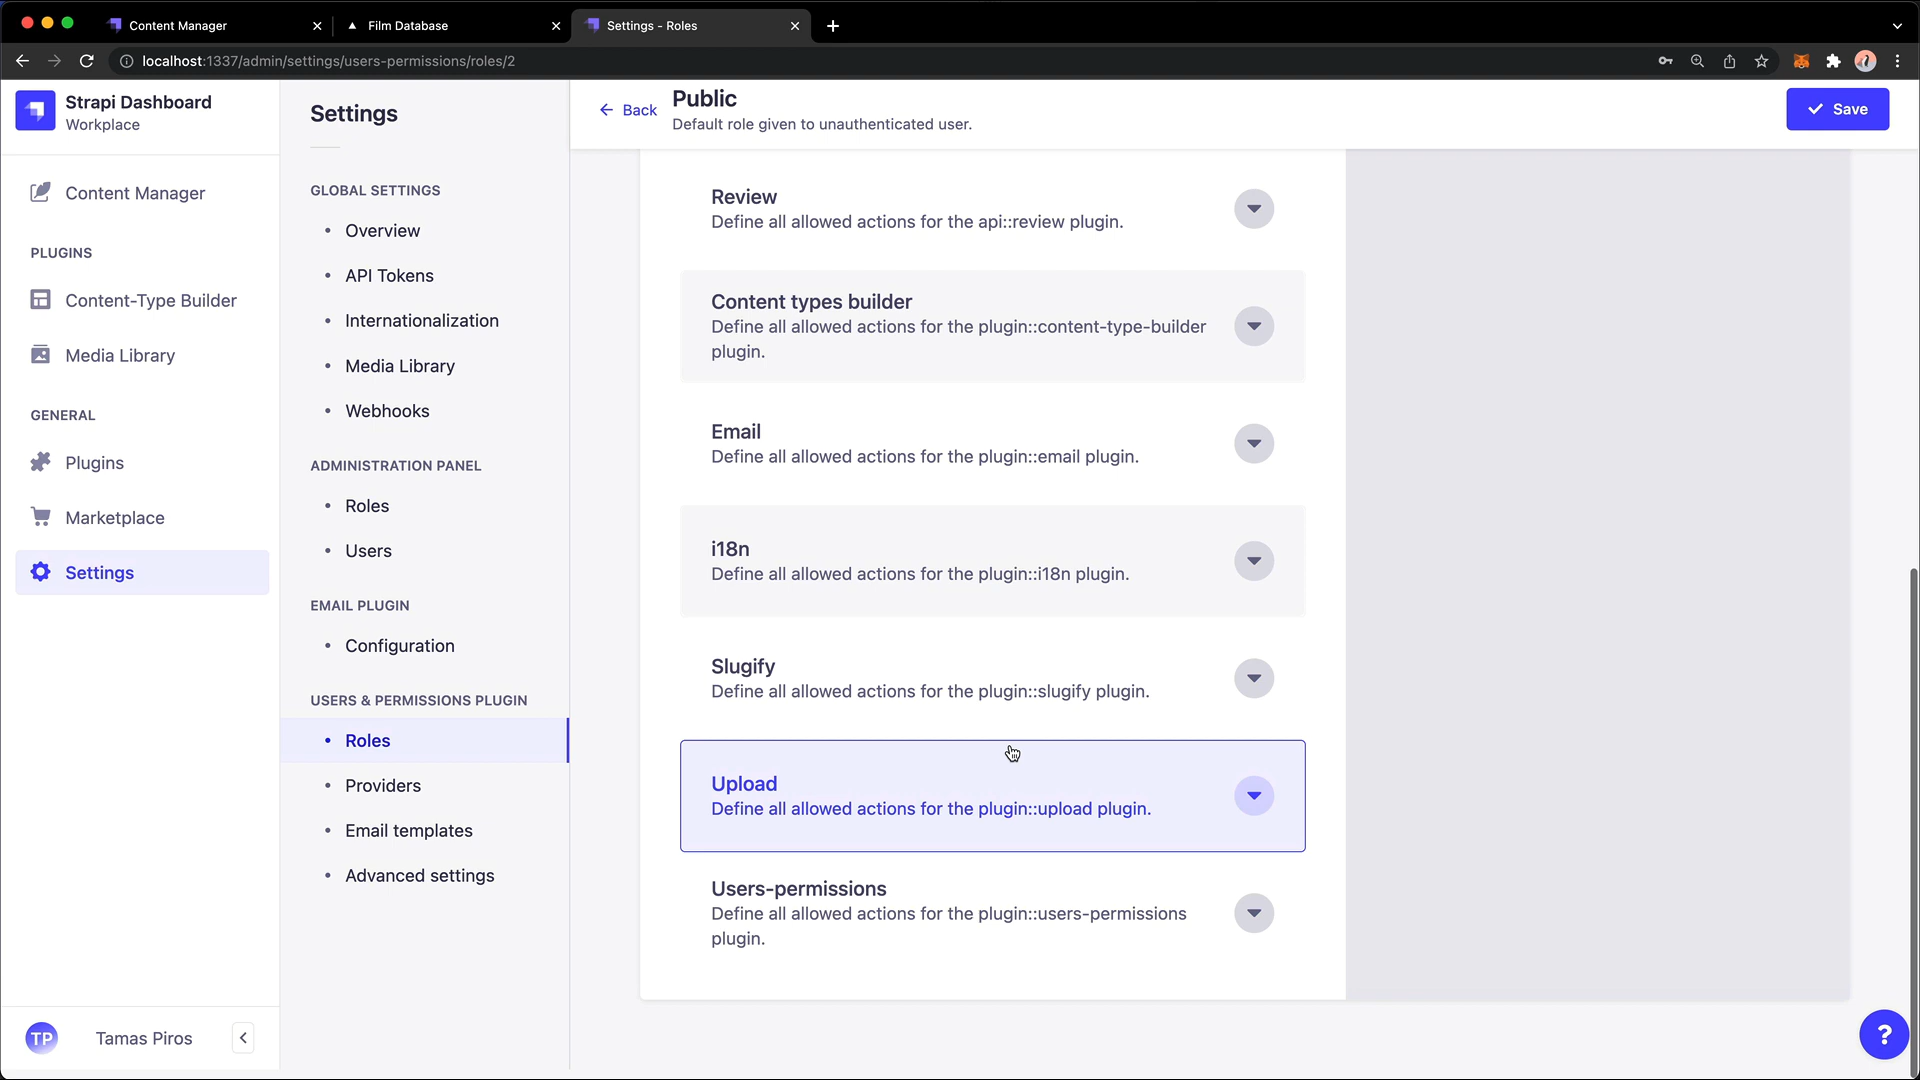 Content Manager
Film Database
Settings - Roles
localhost:1337/admin/settings/users-permissions/roles/2
Strapi Dashboard
Workplace
Content Manager
PLUGINS
Content-Type Builder
Media Library
GENERAL
Plugins
Marketplace
Settings
TP
Tamas Piros
Settings
GLOBAL SETTINGS
Overview
API Tokens
Internationalization
Media Library
Webhooks
ADMINISTRATION PANEL
Roles
Users
EMAIL PLUGIN
Configuration
USERS & PERMISSIONS PLUGIN
Roles
Providers
Email templates
Advanced settings
Back
Public
Default role given to unauthenticated user.
Save
Review
Define all allowed actions for the api::review plugin.
Content types builder
Define all allowed actions for the plugin::content-type-builder
plugin.
Email
Define all allowed actions for the plugin::email plugin.
i18n
Define all allowed actions for the plugin::i18n plugin.
Slugify
Define all allowed actions for the plugin::slugify plugin.
Upload
Define all allowed actions for the plugin::upload plugin.
Users-permissions
Define all allowed actions for the plugin::users-permissions
plugin.
?